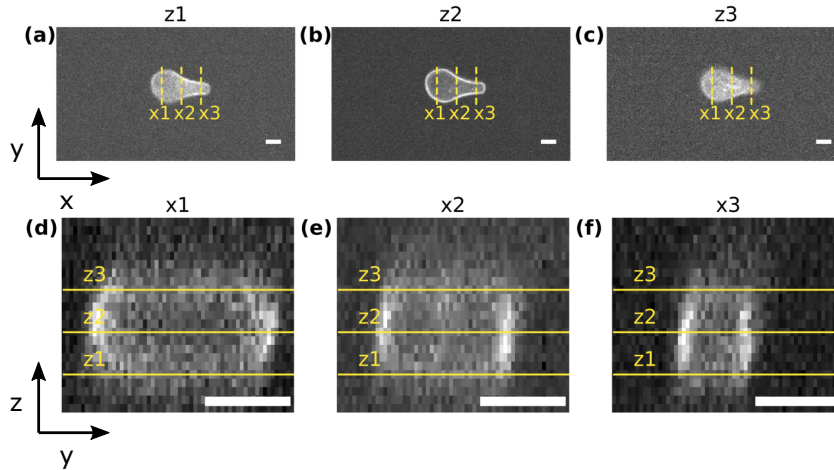 z1
z2
z3
(a)
(b)
(c)
x1 x2 x3
x1 x2 x3
x1 x2 x3
y
x
x1
x2
x3
(d)
(e)
(f)
z3
z3
z3
z2
z2
z2
z1
z1
z1
z
y